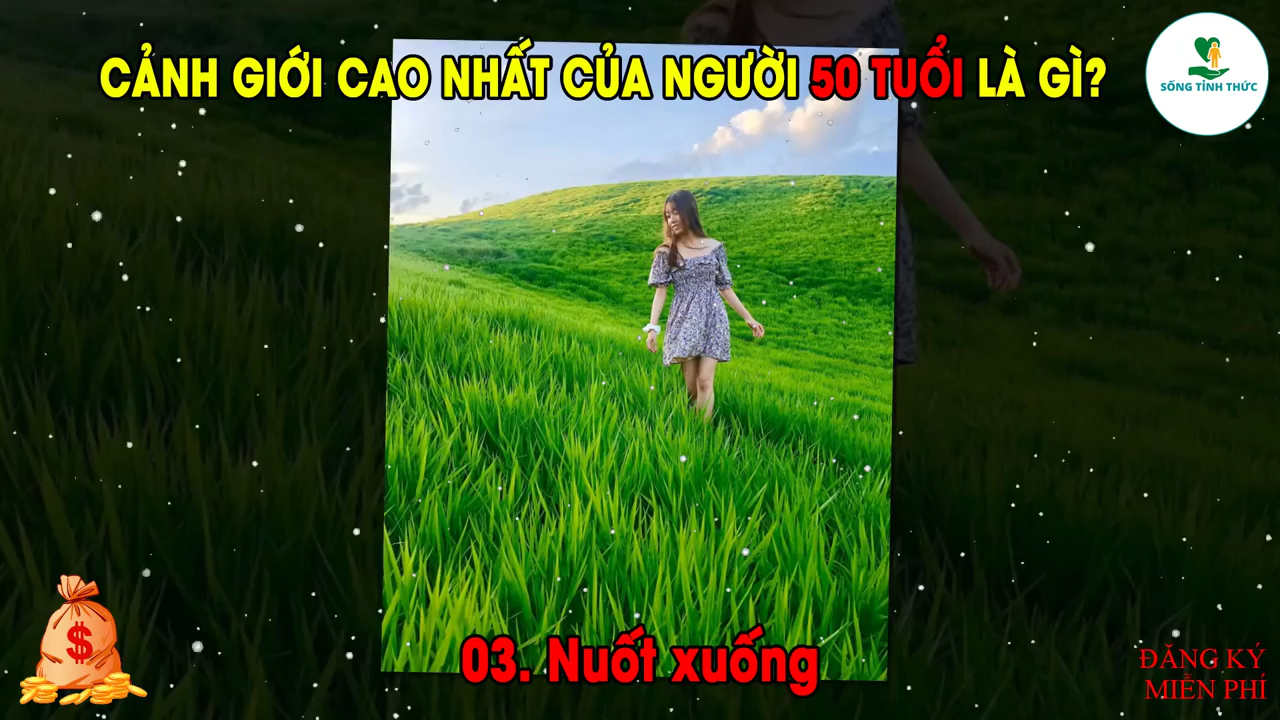 CẢNH GIỚI CAO NHẤT CỦA NGƯỜI 50 TUỔI LÀ GÌ?
SỐNG TỈNH THỨC
$
03. Nuốt xuống
ĐĂNG KÝ
MIỄN PHÍ